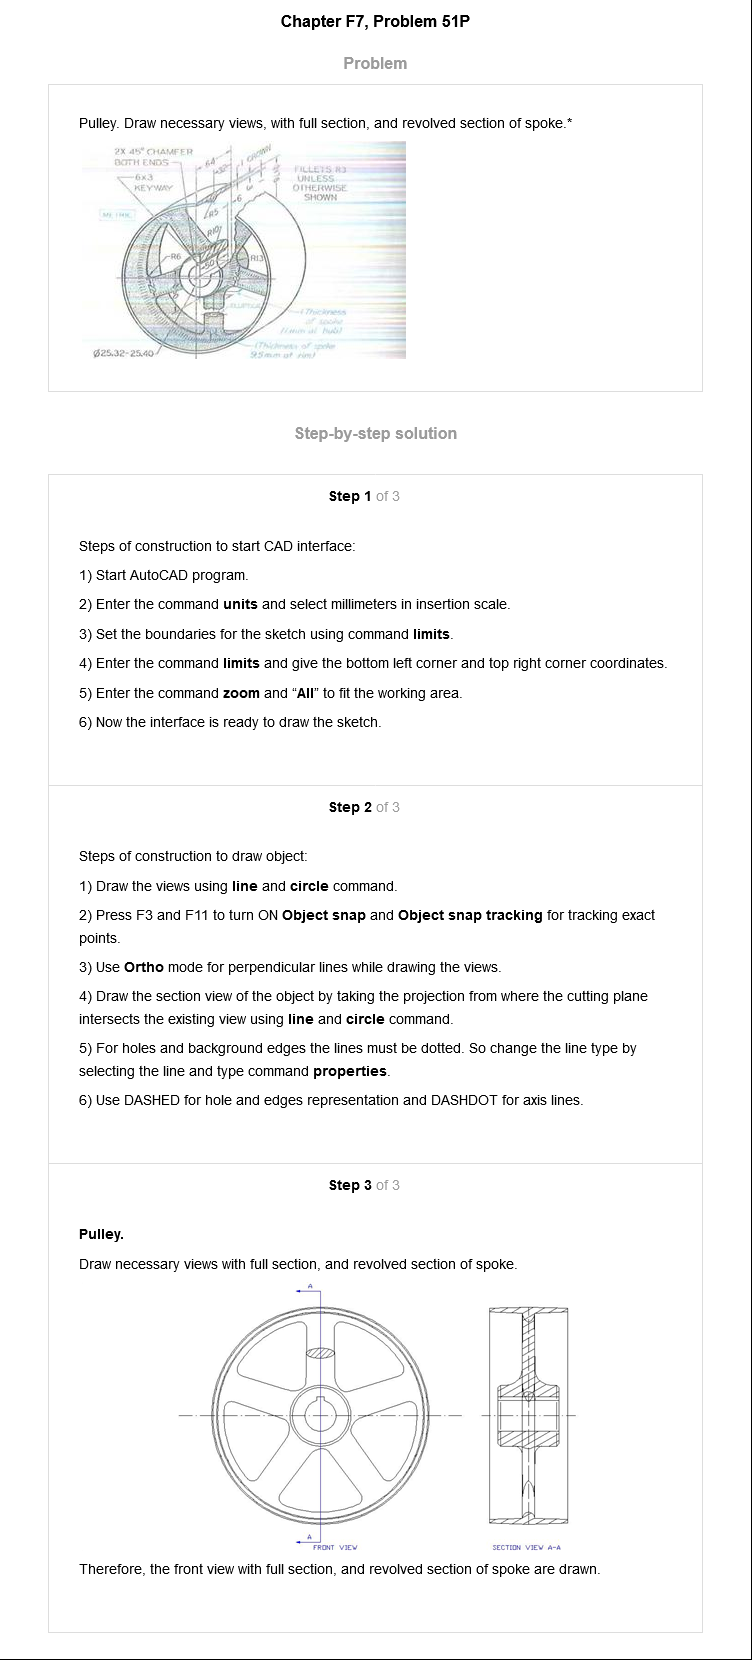 Chapter F7, Problem 51P
Problem
Pulley. Draw necessary views, with full section, and revolved section of spoke.*
2X 45° CHAMFER
BOTH ENDS
6x3
KEYWAY
METRIC
64
CROWN
FILLETS R3
UNLESS
OTHERWISE
SHOWN
6
R5
R10
R6
R13
50
(Thickness
of spoke
11mm at hub)
(Thickness of spoke
9.5mm at rim)
Ø25.32-25.40
Step-by-step solution
Step 1 of 3
Steps of construction to start CAD interface:
1) Start AutoCAD program.
2) Enter the command units and select millimeters in insertion scale.
3) Set the boundaries for the sketch using command limits.
4) Enter the command limits and give the bottom left corner and top right corner coordinates.
5) Enter the command zoom and “All” to fit the working area.
6) Now the interface is ready to draw the sketch.
Step 2 of 3
Steps of construction to draw object:
1) Draw the views using line and circle command.
2) Press F3 and F11 to turn ON Object snap and Object snap tracking for tracking exact
points.
3) Use Ortho mode for perpendicular lines while drawing the views.
4) Draw the section view of the object by taking the projection from where the cutting plane
intersects the existing view using line and circle command.
5) For holes and background edges the lines must be dotted. So change the line type by
selecting the line and type command properties.
6) Use DASHED for hole and edges representation and DASHDOT for axis lines.
Step 3 of 3
Pulley.
Draw necessary views with full section, and revolved section of spoke.
A
A
FRONT VIEW
SECTION VIEW A-A
Therefore, the front view with full section, and revolved section of spoke are drawn.